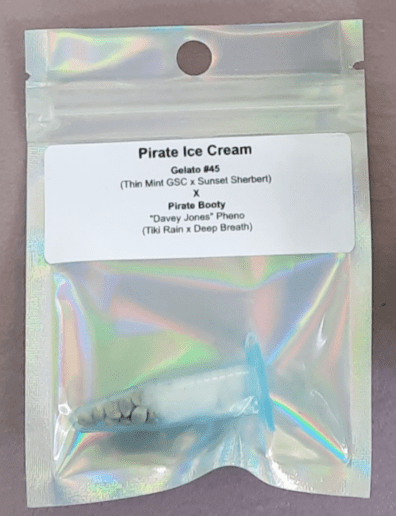 Pirate Ice Cream
Gelato #45
(Thin Mint GSC x Sunset Sherbert)
X
Pirate Booty
"Davey Jones" Pheno
(Tiki Rain x Deep Breath)